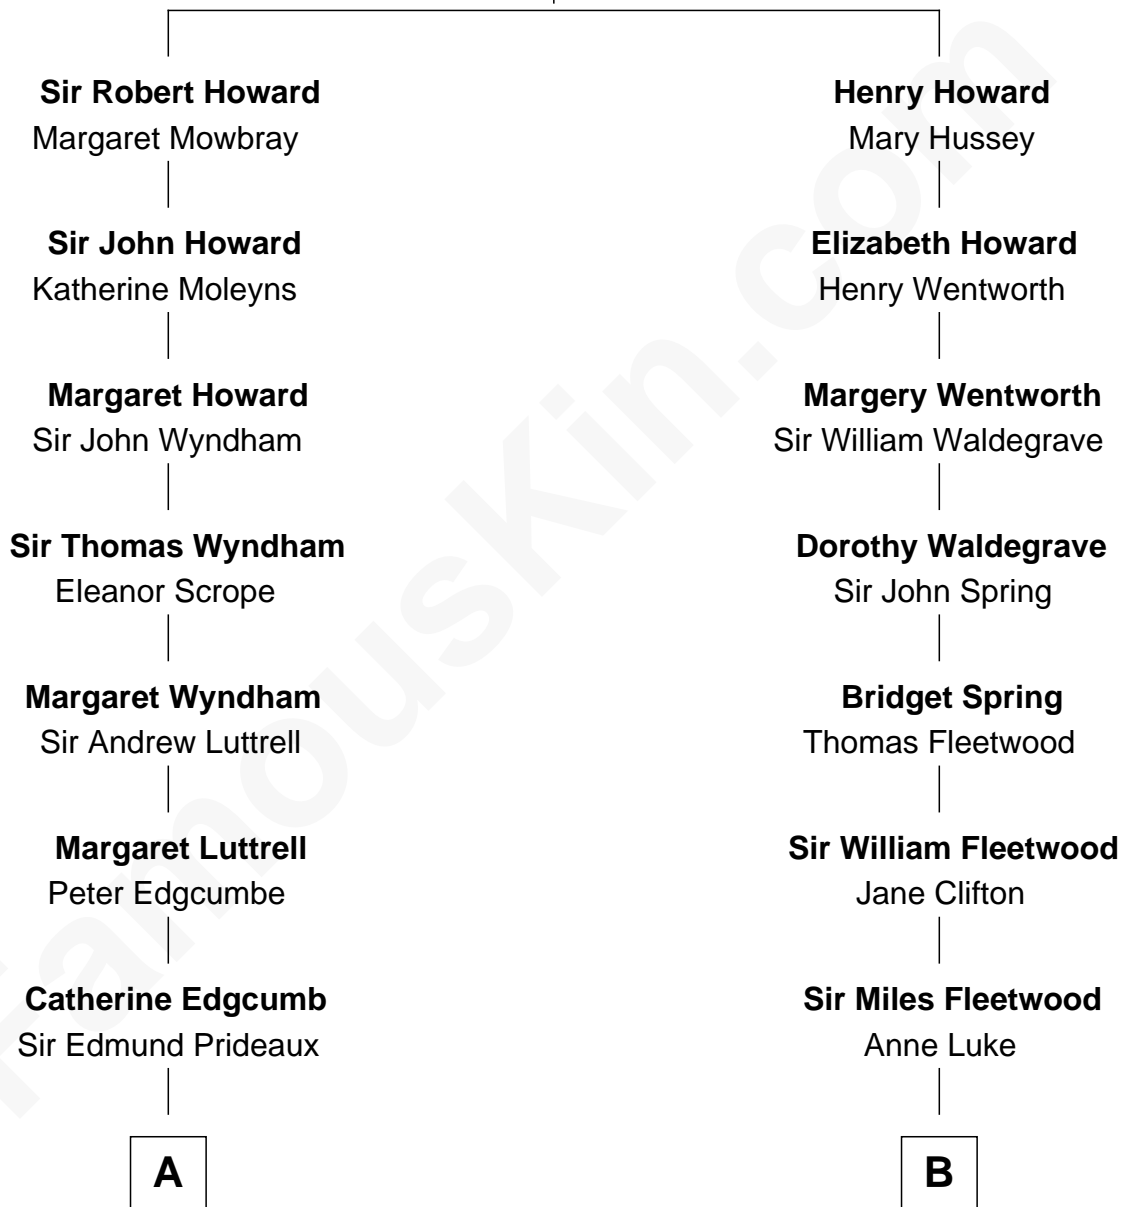 Sir Robert Howard
Margaret Mowbray
Sir John Howard
Katherine Moleyns
Margaret Howard
Sir John Wyndham
Sir Thomas Wyndham
Eleanor Scrope
Margaret Wyndham
Sir Andrew Luttrell
Margaret Luttrell
Peter Edgcumbe
Catherine Edgcumb
Sir Edmund Prideaux
A
Henry Howard
Mary Hussey
Elizabeth Howard
Henry Wentworth
Margery Wentworth
Sir William Waldegrave
Dorothy Waldegrave
Sir John Spring
Bridget Spring
Thomas Fleetwood
Sir William Fleetwood
Jane Clifton
Sir Miles Fleetwood
Anne Luke
B
FamousKin.com